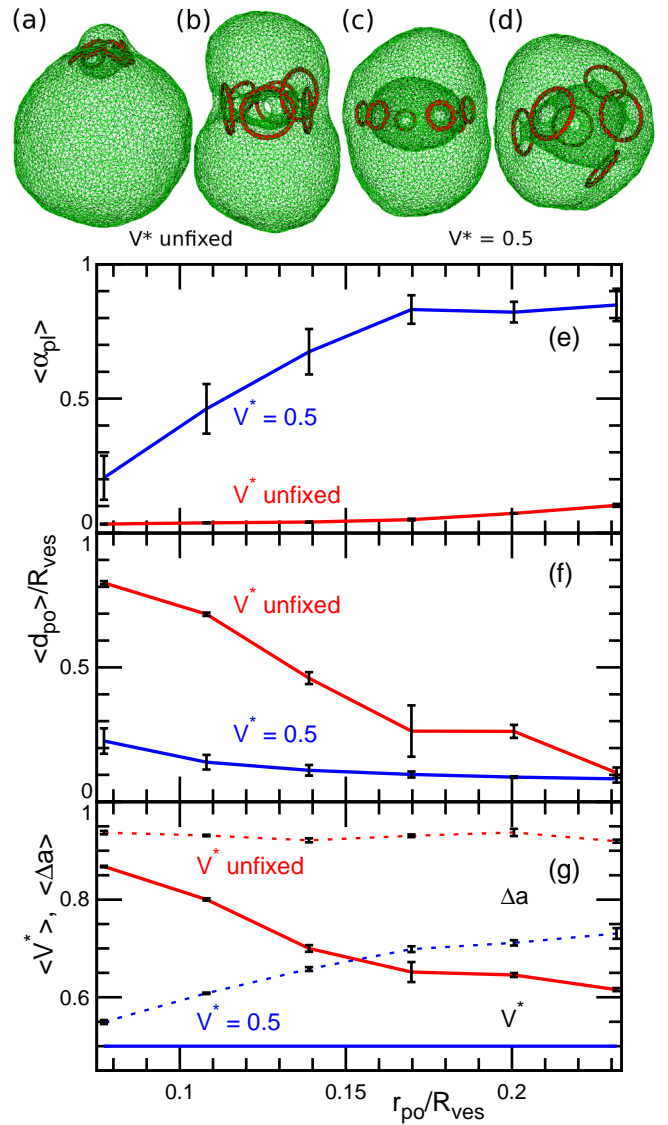 (a) (b) (c) (d)
V* unfixed V* = 0.5
1
(e)
<α_pl>
0.5
V* = 0.5
V* unfixed
0
1
(f)
<d_po>/R_ves
V* unfixed
0.5
V* = 0.5
0
1
V* unfixed
(g)
<V*>, <Δa>
0.8
Δa
0.6
V* = 0.5
V*
0.1 0.15 0.2
r_po/R_ves